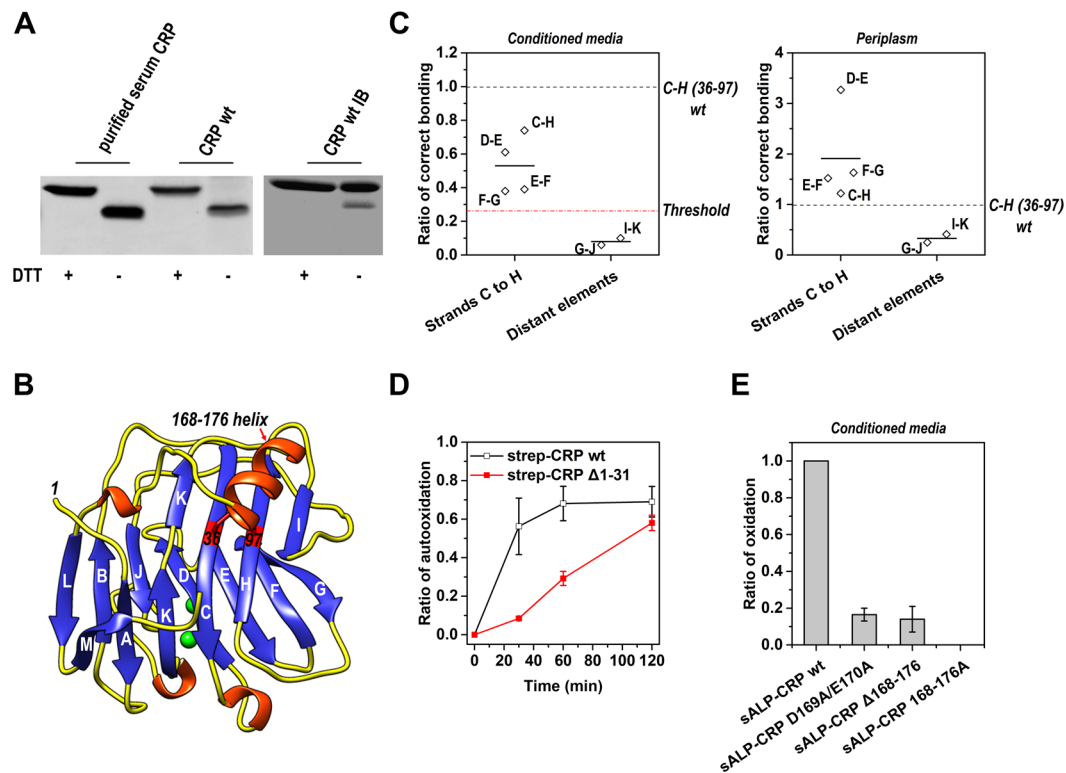 A
purified serum CRP
CRP wt
CRP wt IB
DTT + - + - + -
B
168-176 helix
1
K
I
36
97
L
B
J
D
E
H
F
G
K
C
M
A
C
Conditioned media
Ratio of correct bonding
1.2
1.0
0.8
0.6
0.4
0.2
0.0
C-H (36-97)
wt
C-H
D-E
E-F
F-G
Threshold
I-K
G-J
Strands C to H
Distant elements
Periplasm
Ratio of correct bonding
4
3
2
1
0
D-E
F-G
E-F
C-H
C-H (36-97)
wt
I-K
G-J
Strands C to H
Distant elements
D
Ratio of autooxidation
1.0
0.8
0.6
0.4
0.2
0.0
strep-CRP wt
strep-CRP Δ1-31
0 20 40 60 80 100 120
Time (min)
E
Conditioned media
Ratio of oxidation
1.0
0.8
0.6
0.4
0.2
0.0
sALP-CRP wt
sALP-CRP D169A/E170A
sALP-CRP Δ168-176
sALP-CRP 168-176A